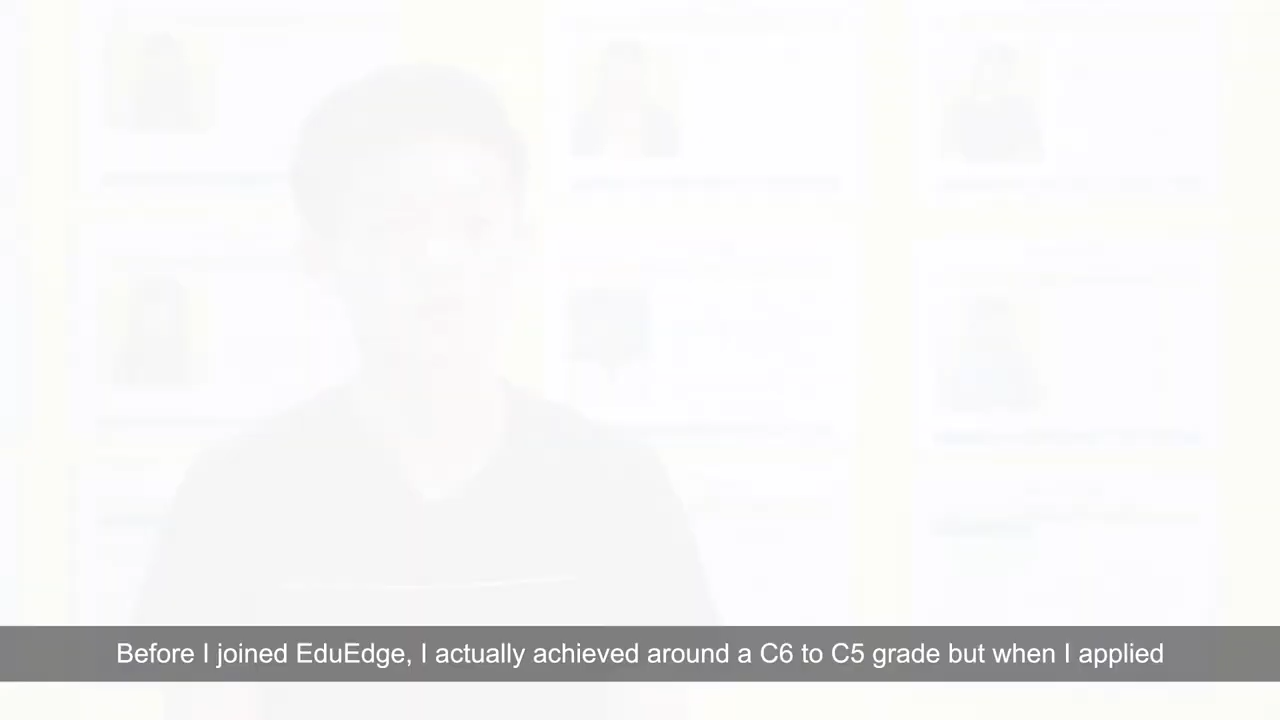 Before I joined EduEdge, I actually achieved around a C6 to C5 grade but when I applied